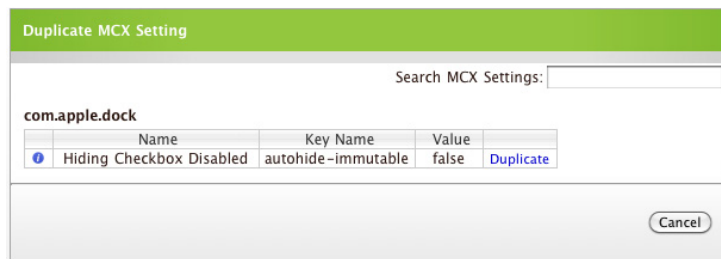 Duplicate MCX Setting
Search MCX Settings:
com.apple.dock
Name Key Name Value
i Hiding Checkbox Disabled autohide-immutable false Duplicate
Cancel